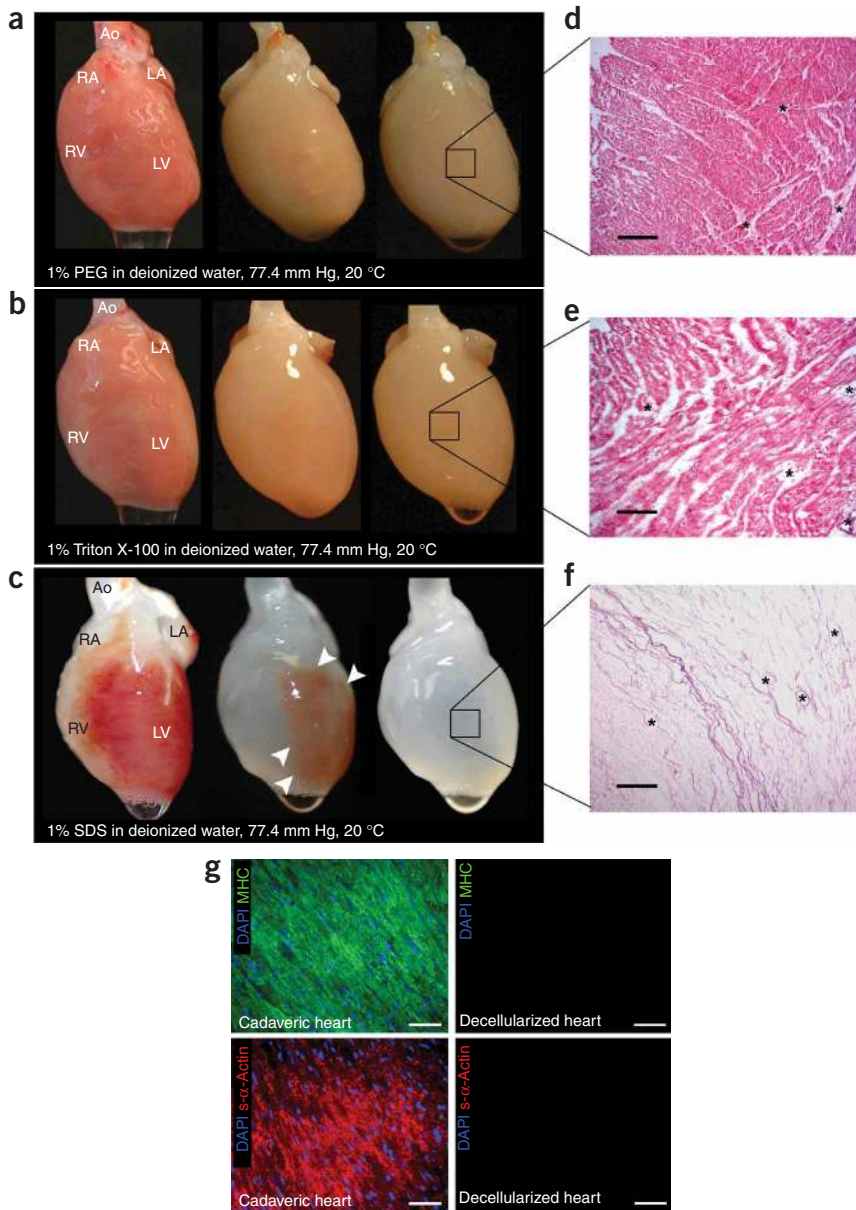 a
Ao
RA
LA
RV
LV
1% PEG in deionized water, 77.4 mm Hg, 20 °C
d
*
*
*
b
Ao
RA
LA
RV
LV
1% Triton X-100 in deionized water, 77.4 mm Hg, 20 °C
e
*
*
*
*
c
Ao
RA
LA
RV
LV
1% SDS in deionized water, 77.4 mm Hg, 20 °C
f
*
*
*
*
g
DAPI MHC
Cadaveric heart
DAPI MHC
Decellularized heart
DAPI s-α-Actin
Cadaveric heart
DAPI s-α-Actin
Decellularized heart